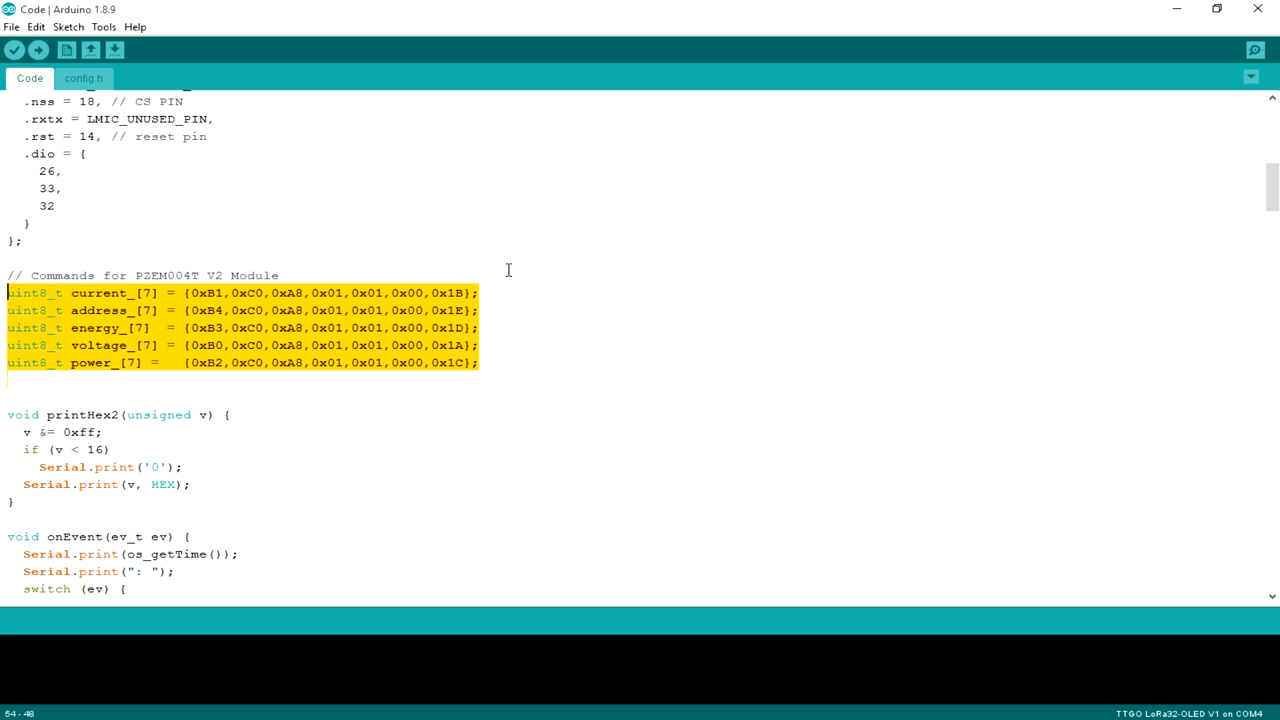 Code | Arduino 1.8.9
File Edit Sketch Tools Help
Code config.h
.nss = 18, // CS PIN
.rxtx = LMIC_UNUSED_PIN,
.rst = 14, // reset pin
.dio = {
26,
33,
32
}
};
// Commands for PZEM004T V2 Module
uint8_t current_[7] = {0xB1,0xC0,0xA8,0x01,0x01,0x00,0x1B};
uint8_t address_[7] = {0xB4,0xC0,0xA8,0x01,0x01,0x00,0x1E};
uint8_t energy_[7] = {0xB3,0xC0,0xA8,0x01,0x01,0x00,0x1D};
uint8_t voltage_[7] = {0xB0,0xC0,0xA8,0x01,0x01,0x00,0x1A};
uint8_t power_[7] = {0xB2,0xC0,0xA8,0x01,0x01,0x00,0x1C};
void printHex2(unsigned v) {
v &= 0xff;
if (v < 16)
Serial.print('0');
Serial.print(v, HEX);
}
void onEvent(ev_t ev) {
Serial.print(os_getTime());
Serial.print(": ");
switch (ev) {
54 - 48 TTGO LoRa32-OLED V1 on COM4